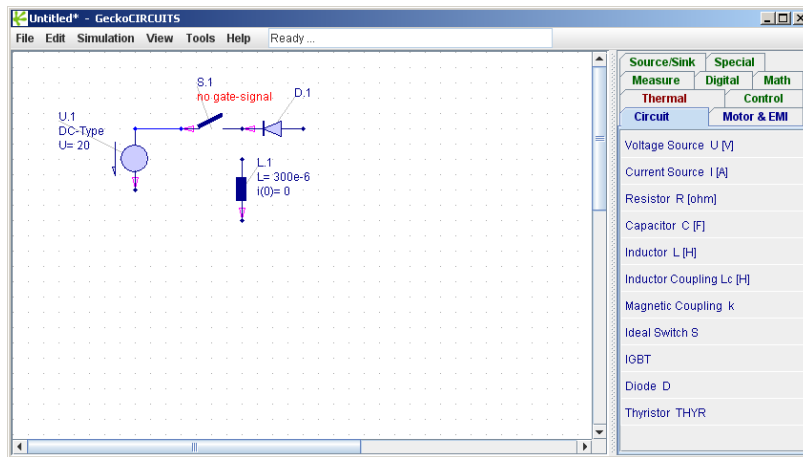 Untitled* - GeckoCIRCUITS
File Edit Simulation View Tools Help Ready ...
S.1
no gate-signal
D.1
U.1
DC-Type
U= 20
L.1
L= 300e-6
i(0)= 0
Source/Sink Special
Measure Digital Math
Thermal Control
Circuit Motor & EMI
Voltage Source U [V]
Current Source I [A]
Resistor R [ohm]
Capacitor C [F]
Inductor L [H]
Inductor Coupling Lc [H]
Magnetic Coupling k
Ideal Switch S
IGBT
Diode D
Thyristor THYR